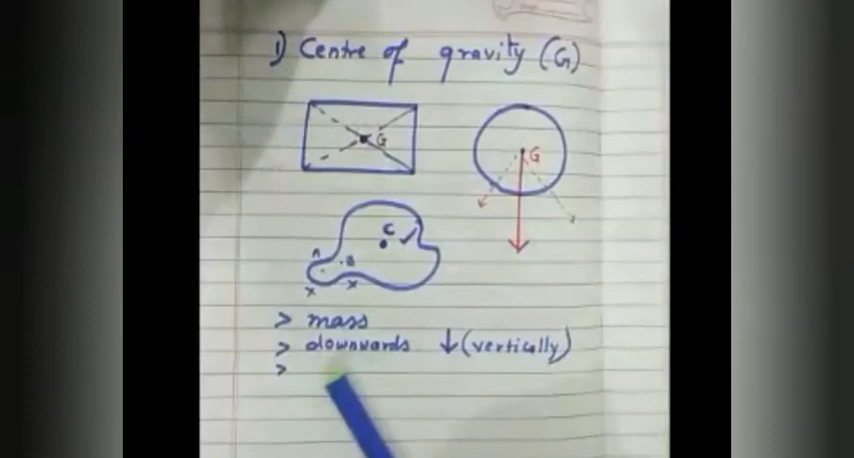 1) Centre of gravity (G)
G
G
C
A
B
x
x
> mass
> downwards ↓ (vertically)
>